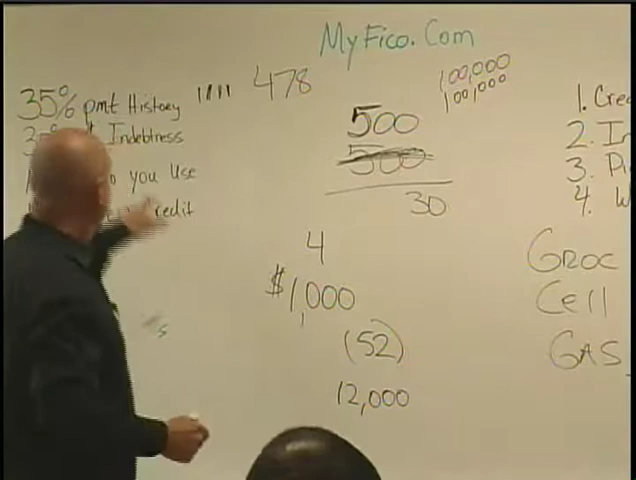 MyFico.Com
35% pmt History
478
Indebtness
you Use
redit
100,000
100,000
500
500
30
4
$1,000
(52)
12,000
1. Cre
2. I
3. P
4. W
Groc
Cell
GAS